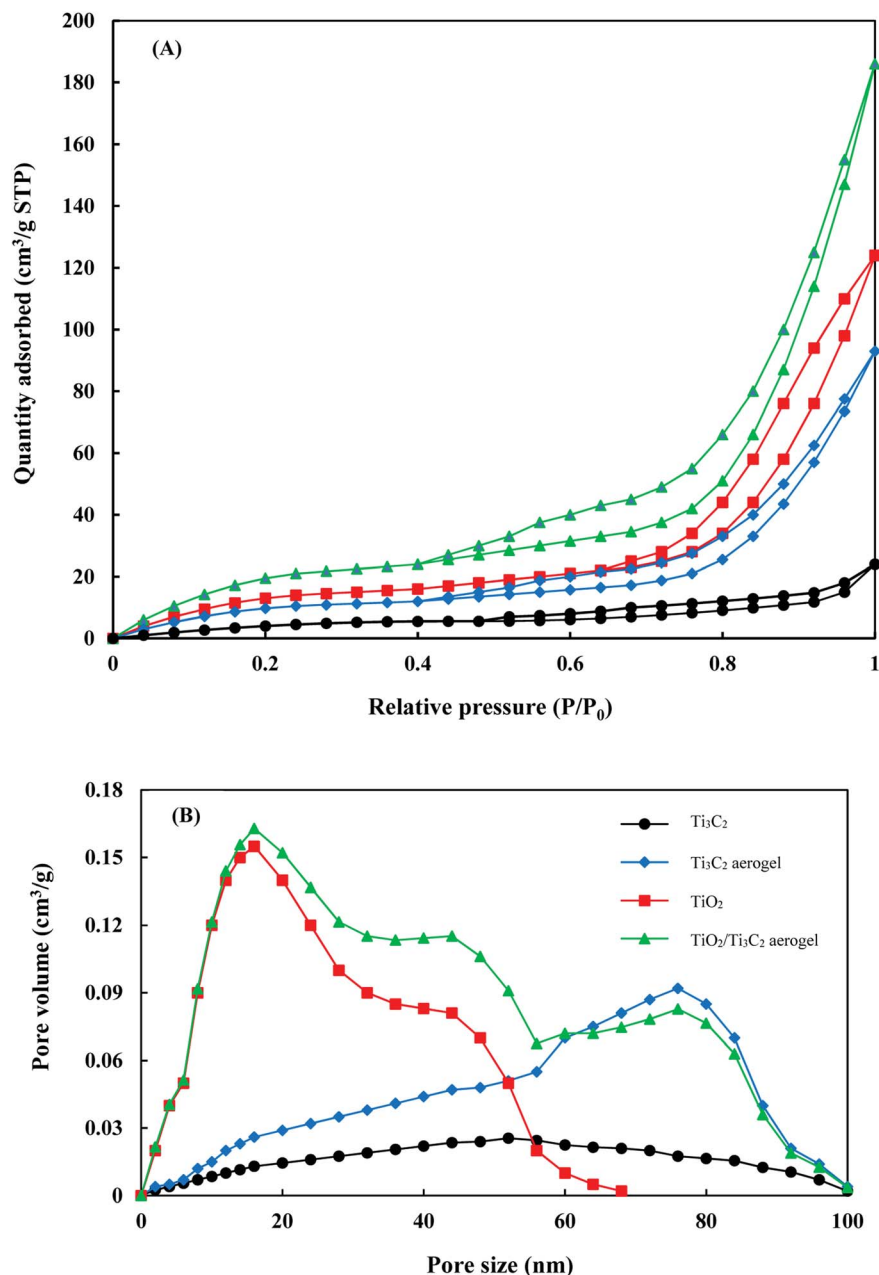 200
(A)
180
160
140
120
100
80
60
40
20
0
Quantity adsorbed (cm³/g STP)
0 0.2 0.4 0.6 0.8 1
Relative pressure (P/P₀)
0.18
(B)
0.15
0.12
0.09
0.06
0.03
0
Pore volume (cm³/g)
Ti₃C₂
Ti₃C₂ aerogel
TiO₂
TiO₂/Ti₃C₂ aerogel
0 20 40 60 80 100
Pore size (nm)